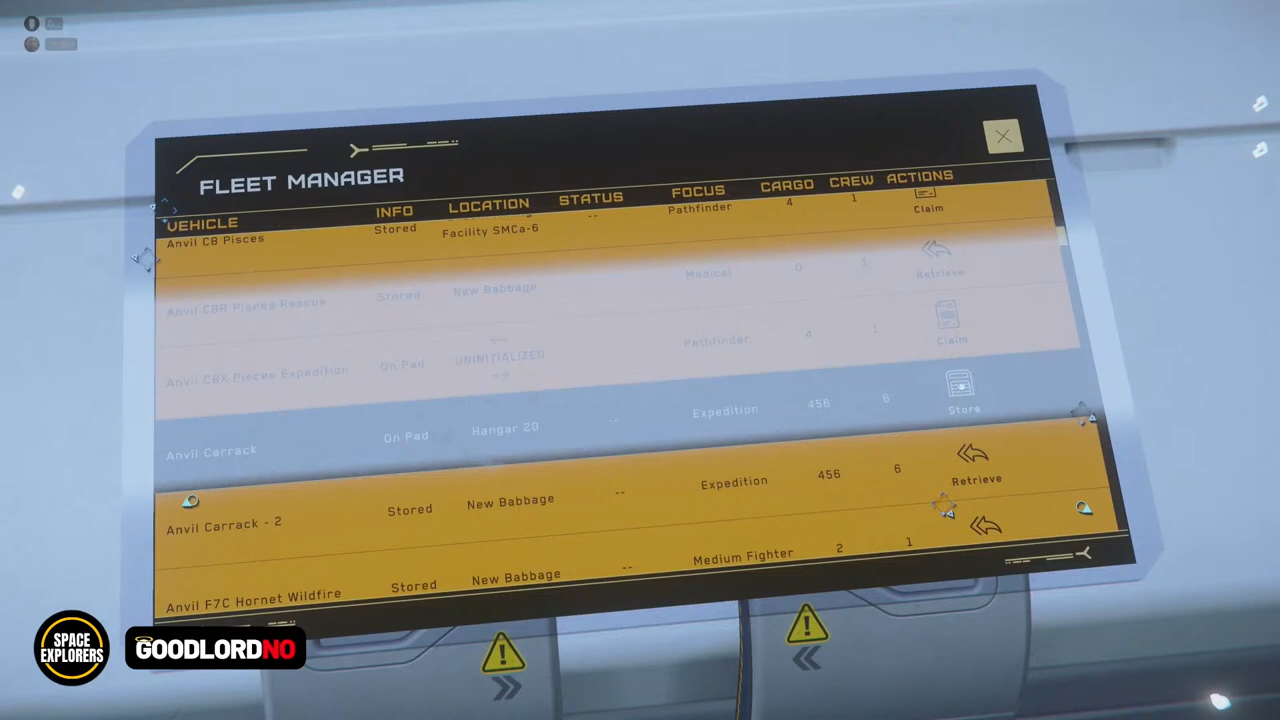 FLEET MANAGER
VEHICLE INFO LOCATION STATUS FOCUS CARGO CREW ACTIONS
Anvil C8 Pisces Stored Facility SMCa-6 -- Pathfinder 4 1 Claim
Anvil C8R Pisces Rescue Stored New Babbage Medical 0 1 Retrieve
Anvil C8X Pisces Expedition On Pad UNINITIALIZED Pathfinder 4 1 Claim
Anvil Carrack On Pad Hangar 20 -- Expedition 456 6 Store
Anvil Carrack - 2 Stored New Babbage -- Expedition 456 6 Retrieve
Anvil F7C Hornet Wildfire Stored New Babbage -- Medium Fighter 2 1
SPACE
EXPLORERS
GOODLORDNO